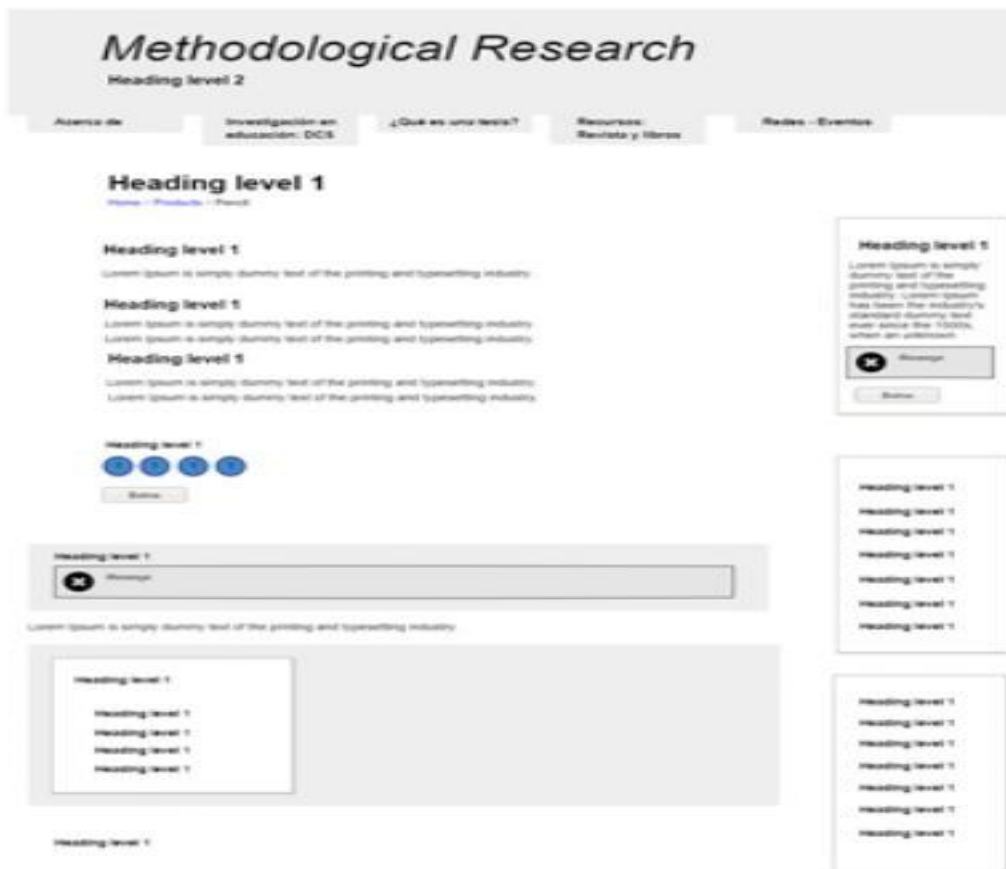 Methodological Research
Heading level 2
Acerca de
Investigación en
educación: DCS
¿Qué es una tesis?
Recursos:
Revista y libros
Redes - Eventos
Heading level 1
Home > Products > Pencil
Heading level 1
Lorem Ipsum is simply dummy text of the printing and typesetting industry.
Heading level 1
Lorem Ipsum is simply dummy text of the printing and typesetting industry.
Lorem Ipsum is simply dummy text of the printing and typesetting industry.
Heading level 1
Lorem Ipsum is simply dummy text of the printing and typesetting industry.
Lorem Ipsum is simply dummy text of the printing and typesetting industry.
Heading level 1
Heading level 1
Message
Lorem Ipsum is simply dummy text of the printing and typesetting industry.
Heading level 1
Heading level 1
Heading level 1
Heading level 1
Heading level 1
Heading level 1
Heading level 1
Lorem Ipsum is simply
dummy text of the
printing and typesetting
industry. Lorem Ipsum
has been the industry's
standard dummy text
ever since the 1500s,
when an unknown
Message
Heading level 1
Heading level 1
Heading level 1
Heading level 1
Heading level 1
Heading level 1
Heading level 1
Heading level 1
Heading level 1
Heading level 1
Heading level 1
Heading level 1
Heading level 1
Heading level 1